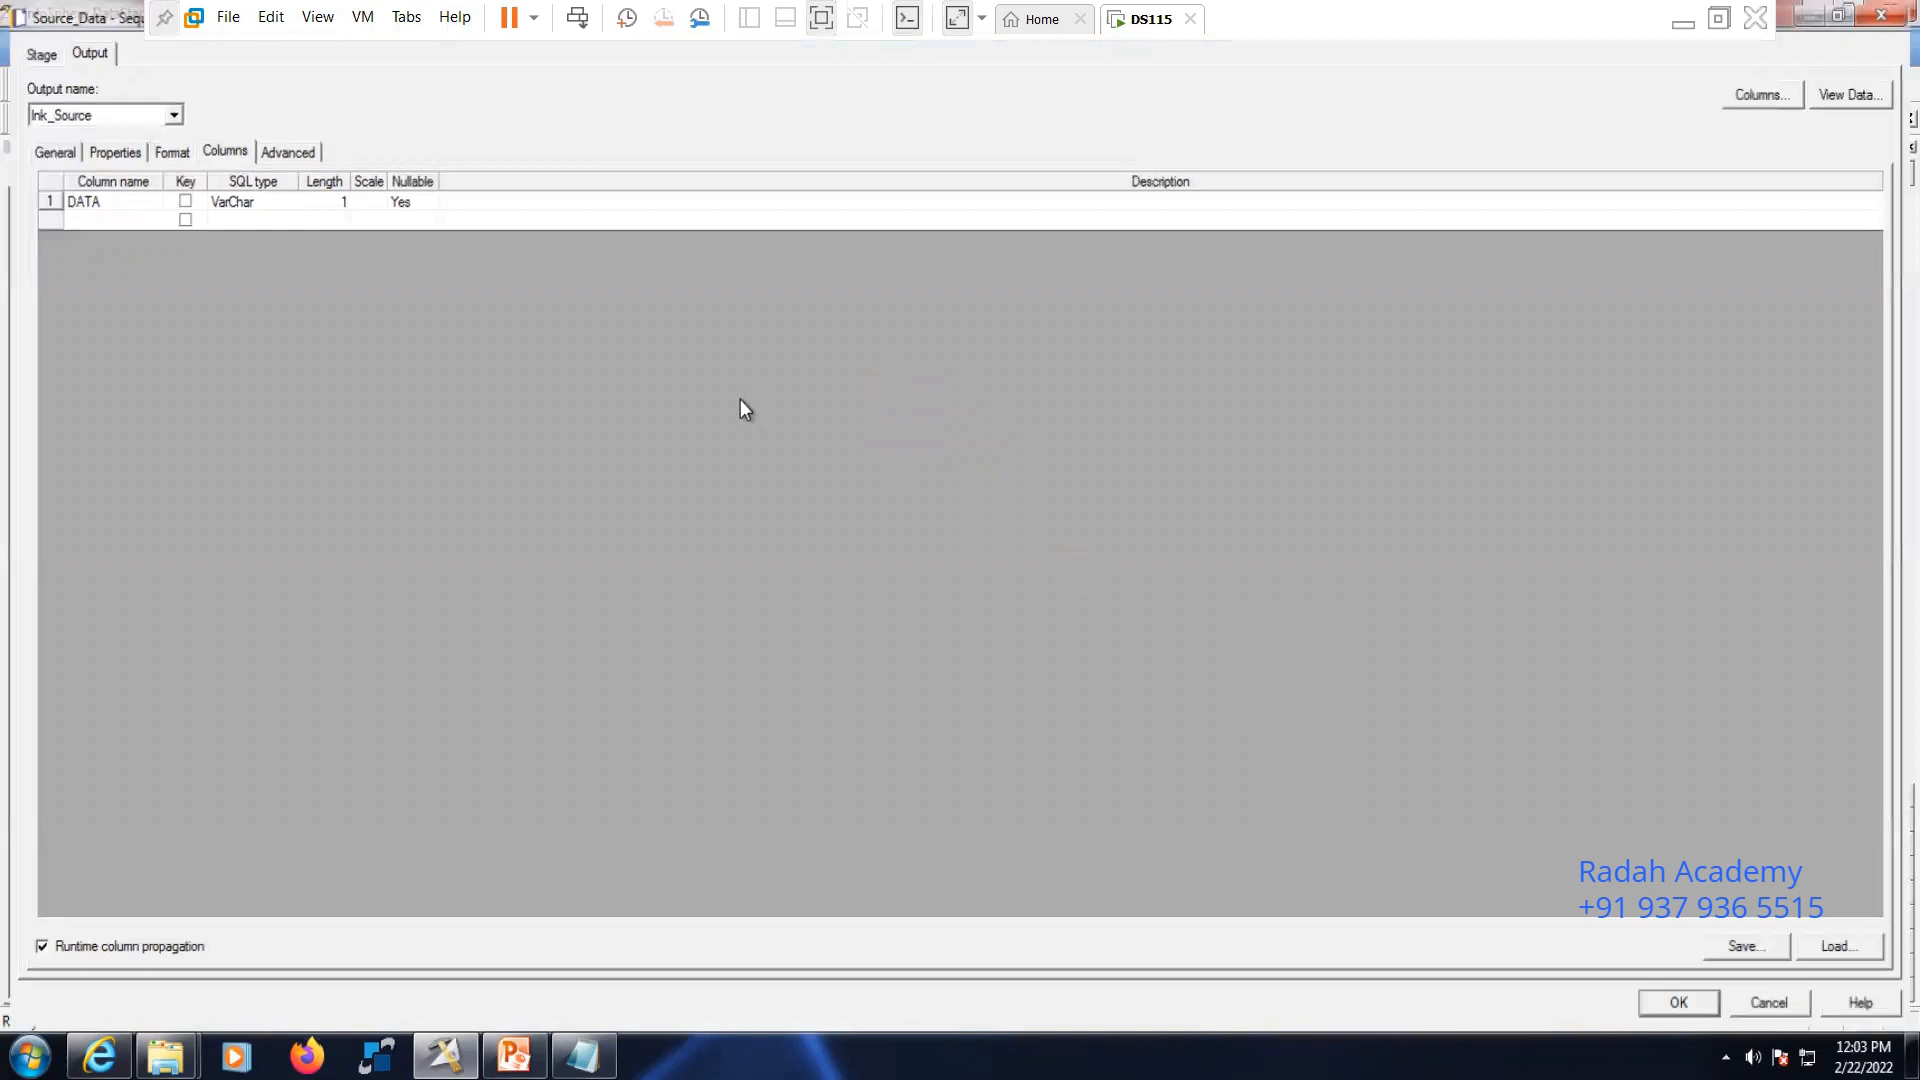 Source_Data - Sequ
File Edit View VM Tabs Help
Home
DS115
Stage Output
Output name:
lnk_Source
Columns... View Data...
General Properties Format Columns Advanced
Column name Key SQL type Length Scale Nullable Description
1 DATA VarChar 1 Yes
Radah Academy
+91 937 936 5515
Runtime column propagation
Save... Load...
OK Cancel Help
R
12:03 PM
2/22/2022